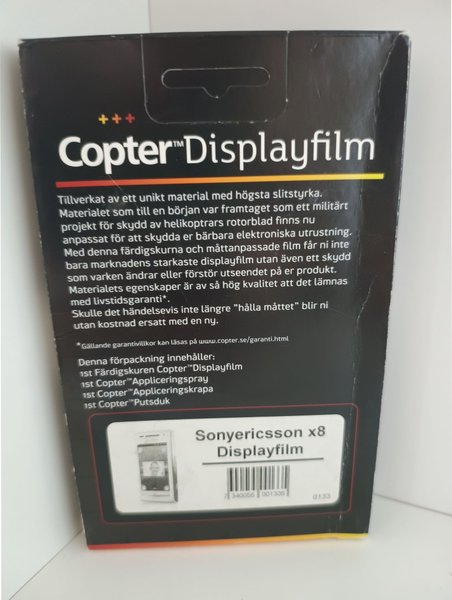 +++
Copter™Displayfilm
Tillverkat av ett unikt material med högsta slitstyrka.
Materialet som till en början var framtaget som ett militärt
projekt för skydd av helikoptrars rotorblad finns nu
anpassat för att skydda er bärbara elektroniska utrustning.
Med denna färdigskurna och måttanpassade film får ni inte
bara marknadens starkaste displayfilm utan även ett skydd
som varken ändrar eller förstör utseendet på er produkt.
Materialets egenskaper är av så hög kvalitet att det lämnas
med livstidsgaranti*.
Skulle det händelsevis inte längre "hålla måttet" blir ni
utan kostnad ersatt med en ny.
*Gällande garantivillkor kan läsas på www.copter.se/garanti.html
Denna förpackning innehåller:
1st Färdigskuren Copter™Displayfilm
1st Copter™Appliceringspray
1st Copter™Appliceringskrapa
1st Copter™Putsduk
Sonyericsson x8
Displayfilm
7 340056 001335
0133